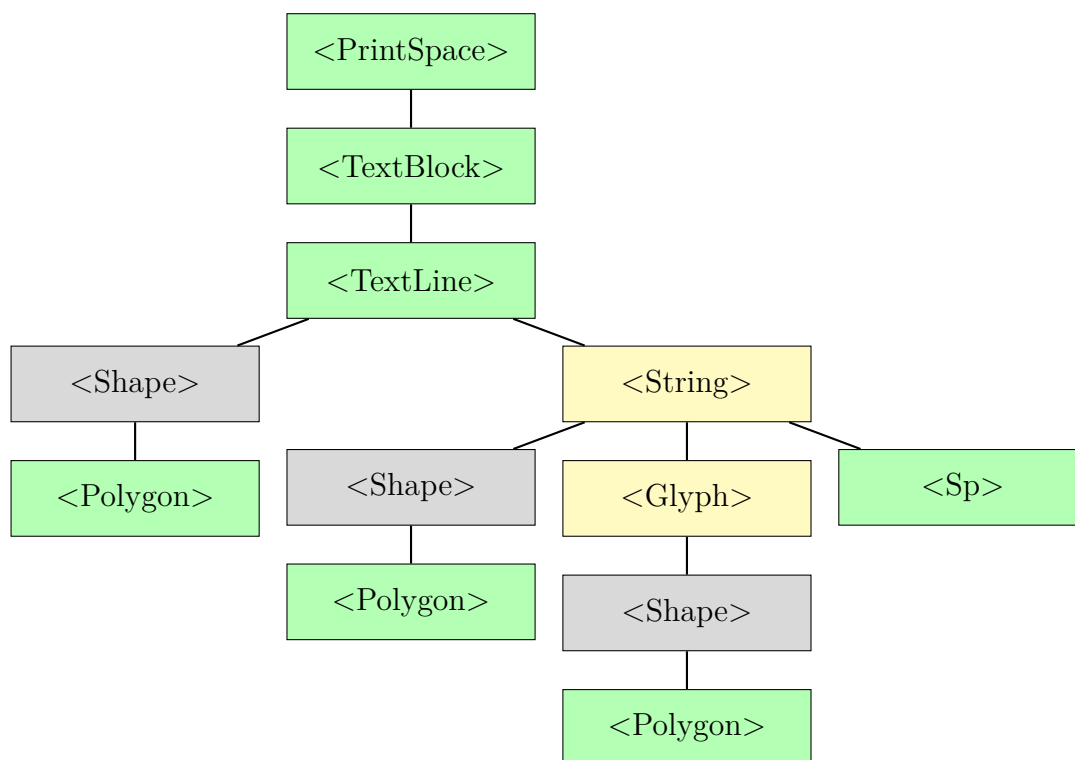 <PrintSpace>
<TextBlock>
<TextLine>
<Shape>
<String>
<Polygon>
<Shape>
<Glyph>
<Sp>
<Polygon>
<Shape>
<Polygon>